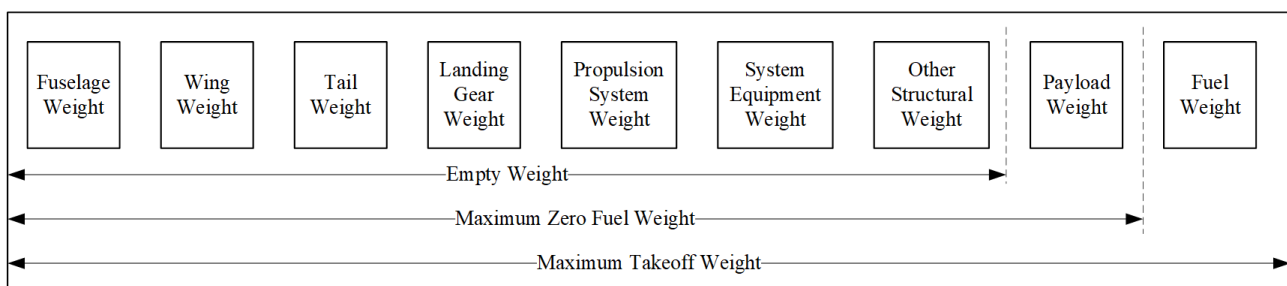 Fuselage
Weight
Wing
Weight
Tail
Weight
Landing
Gear
Weight
Propulsion
System
Weight
System
Equipment
Weight
Other
Structural
Weight
Payload
Weight
Fuel
Weight
Empty Weight
Maximum Zero Fuel Weight
Maximum Takeoff Weight